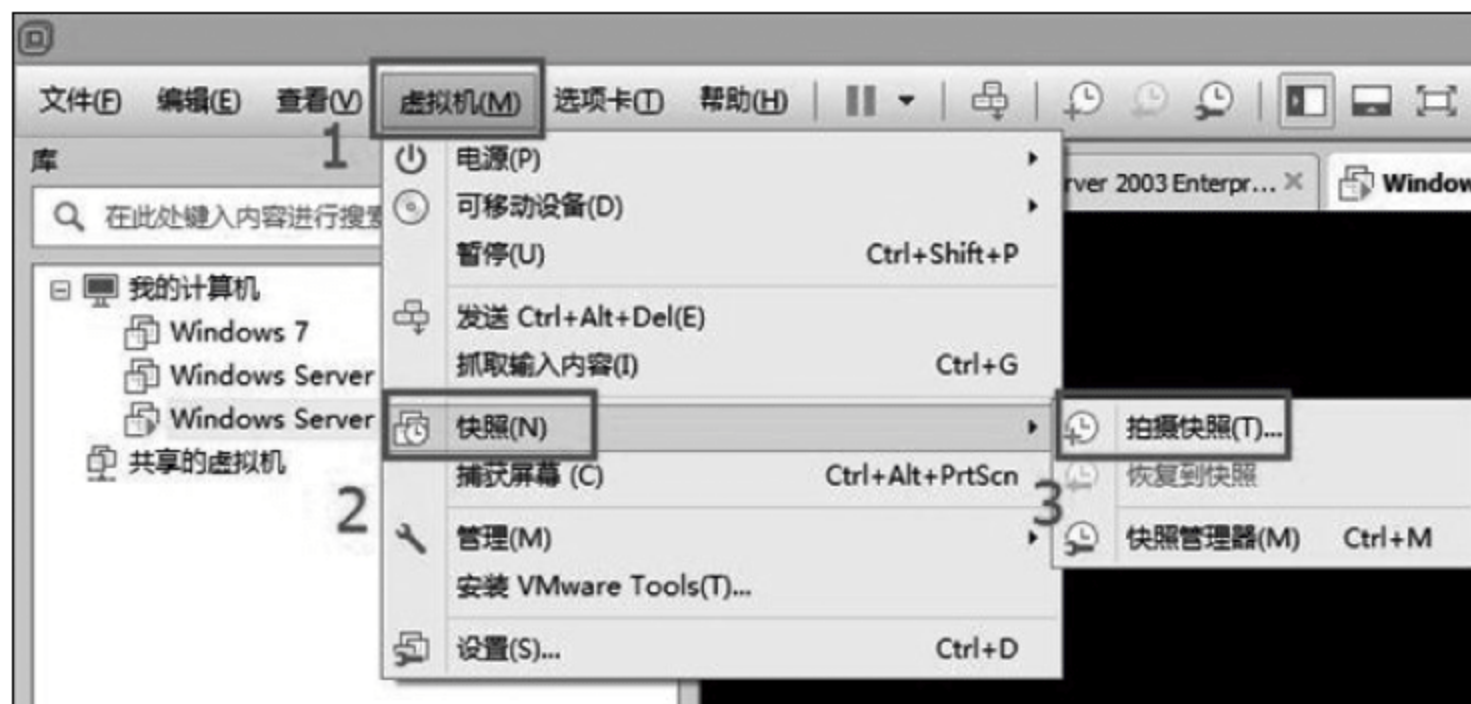 文件(F) 编辑(E) 查看(V) 虚拟机(M) 选项卡(T) 帮助(H)
1
库
在此处键入内容进行搜索
我的计算机
Windows 7
Windows Server
Windows Server
共享的虚拟机
电源(P)
可移动设备(D)
暂停(U) Ctrl+Shift+P
发送 Ctrl+Alt+Del(E)
抓取输入内容(I) Ctrl+G
快照(N)
捕获屏幕 (C) Ctrl+Alt+PrtScn
2
管理(M)
安装 VMware Tools(T)...
设置(S)... Ctrl+D
rver 2003 Enterpr... ×
Window
拍摄快照(T)...
恢复到快照
3
快照管理器(M) Ctrl+M